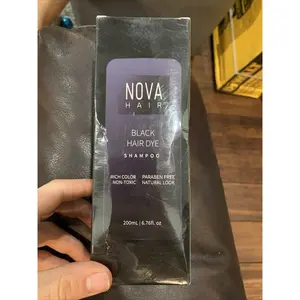 NOVA
HAIR
BLACK
HAIR DYE
SHAMPOO
RICH COLOR PARABEN FREE
NON-TOXIC NATURAL LOOK
200mL | 6.76fl. oz